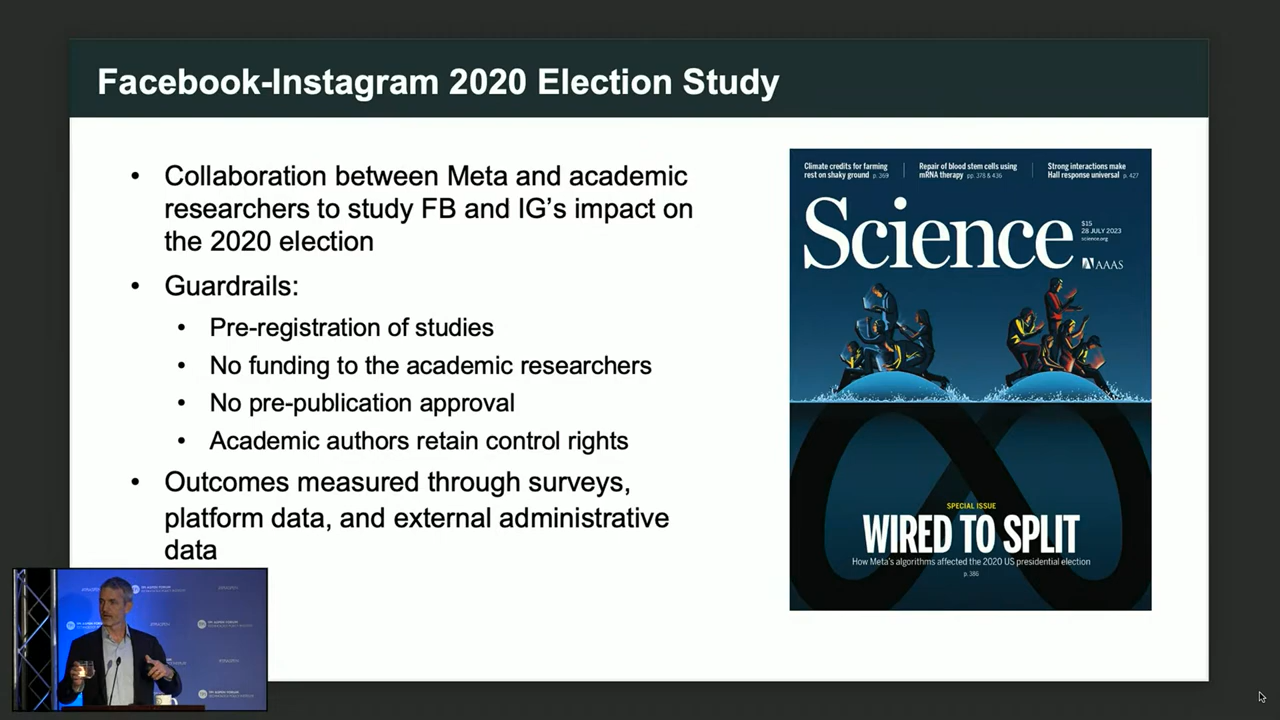 Facebook-Instagram 2020 Election Study
• Collaboration between Meta and academic
researchers to study FB and IG’s impact on
the 2020 election
• Guardrails:
• Pre-registration of studies
• No funding to the academic researchers
• No pre-publication approval
• Academic authors retain control rights
• Outcomes measured through surveys,
platform data, and external administrative
data
Climate credits for farming
rest on shaky ground p. 369
Repair of blood stem cells using
mRNA therapy pp. 378 & 436
Strong interactions make
Hall response universal p. 427
Science
$15
28 JULY 2023
science.org
AAAS
SPECIAL ISSUE
WIRED TO SPLIT
How Meta's algorithms affected the 2020 US presidential election
p.386